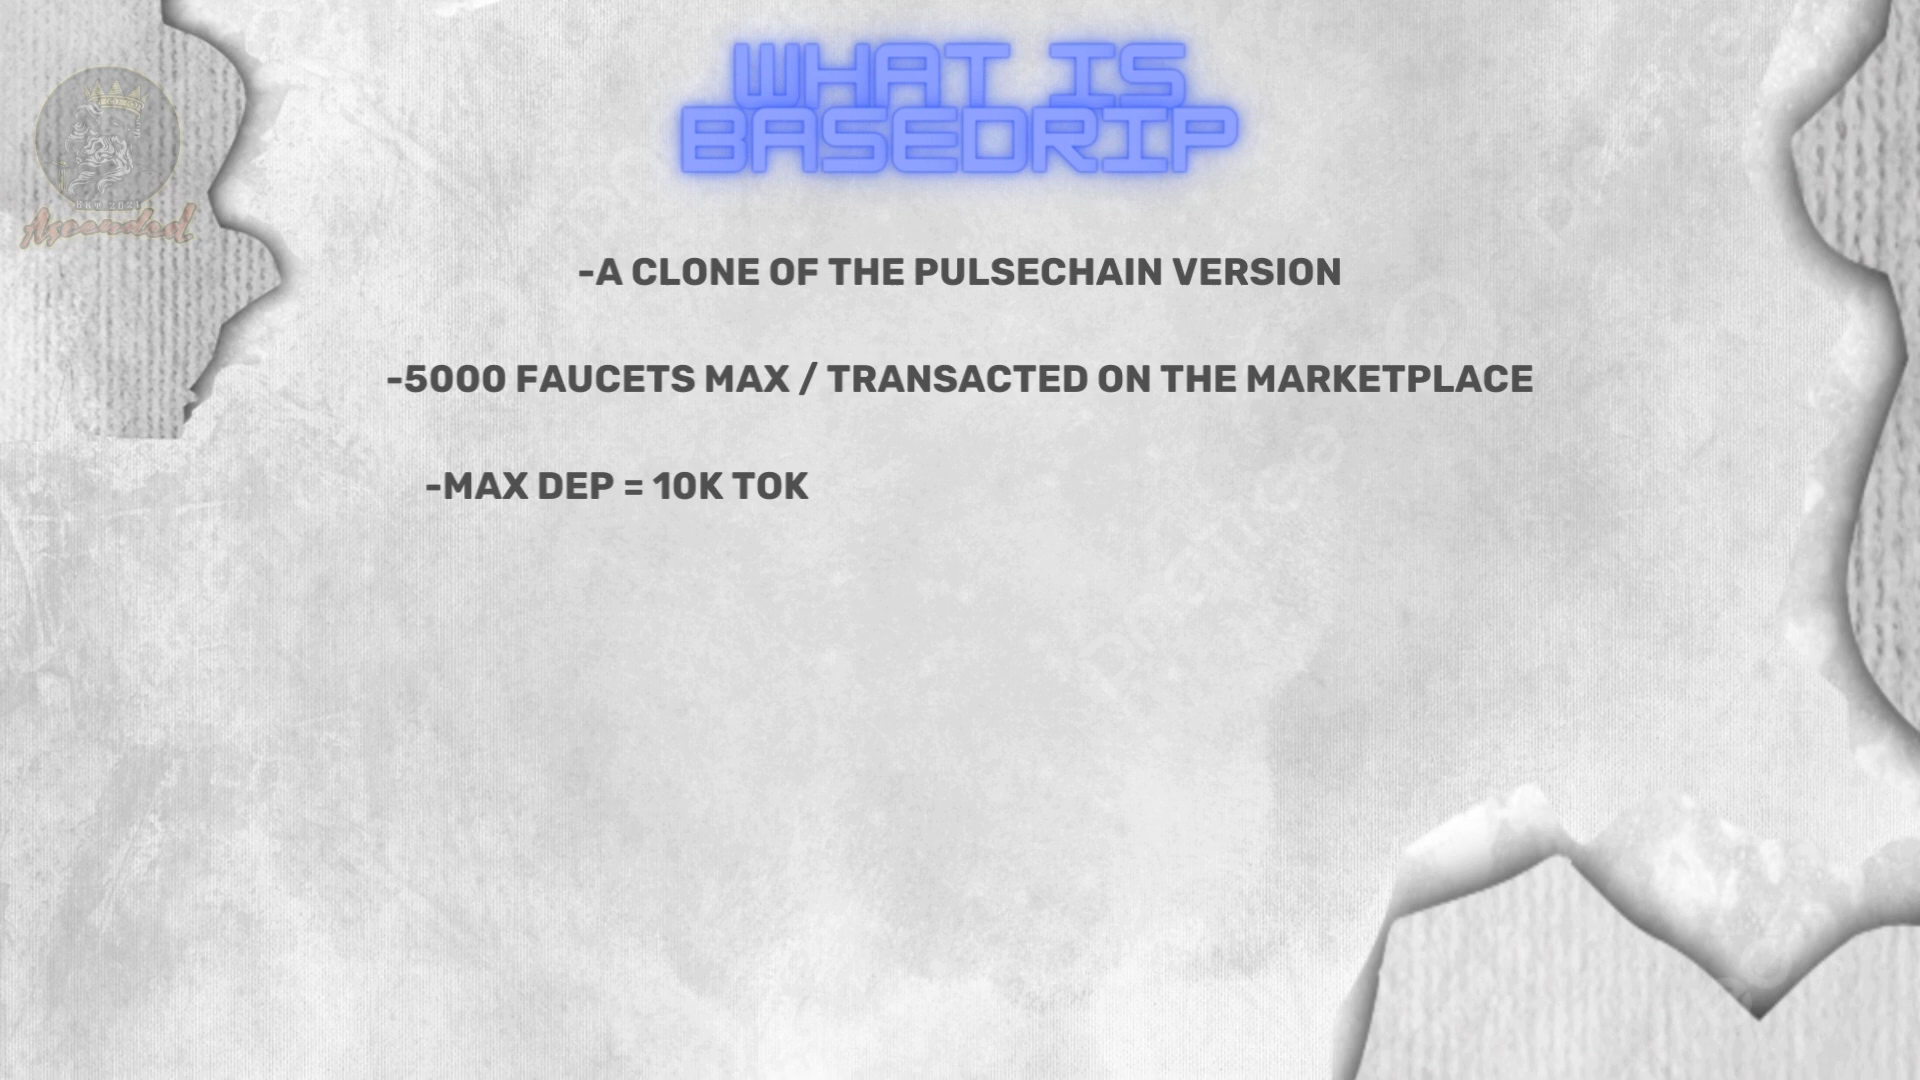 WHAT IS
BASEDRIP
-A CLONE OF THE PULSECHAIN VERSION
-5000 FAUCETS MAX / TRANSACTED ON THE MARKETPLACE
-MAX DEP = 10K TOK
Ascended